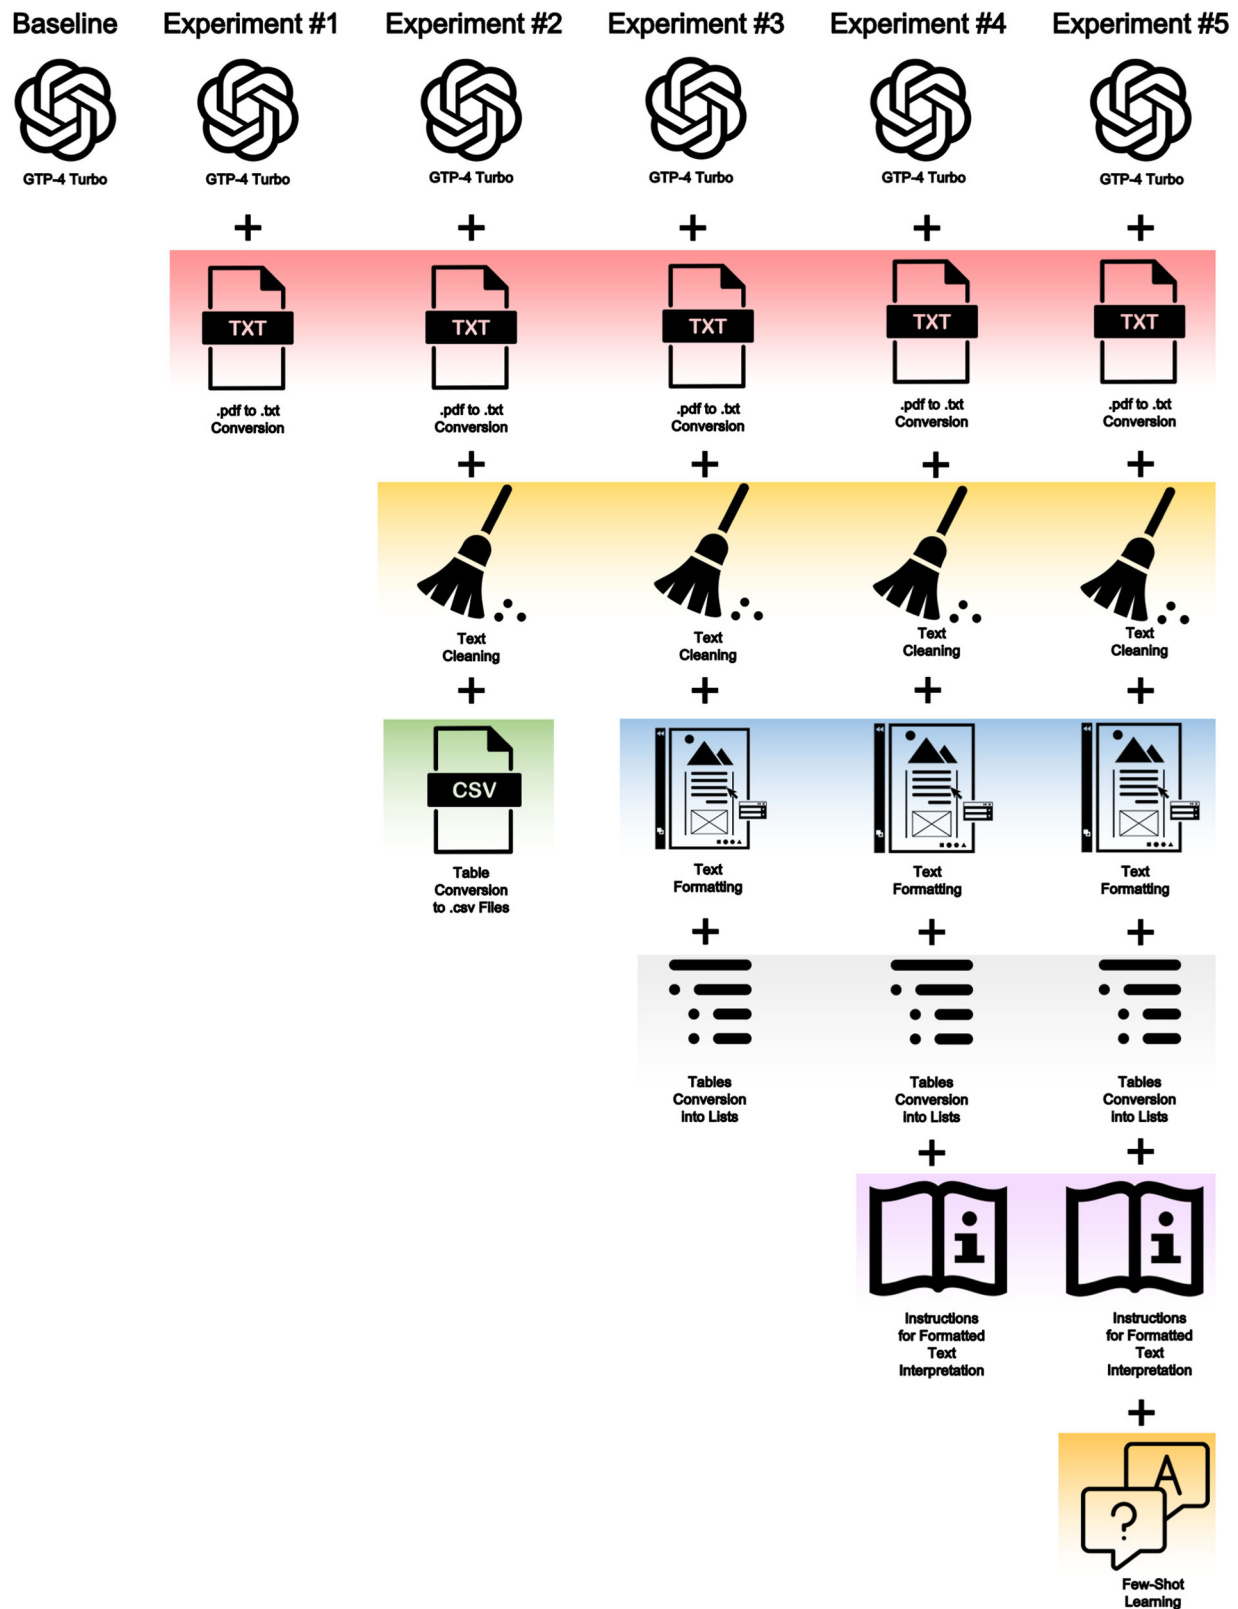 Baseline
Experiment #1
Experiment #2
Experiment #3
Experiment #4
Experiment #5
GTP-4 Turbo
GTP-4 Turbo
GTP-4 Turbo
GTP-4 Turbo
GTP-4 Turbo
GTP-4 Turbo
+
+
+
+
+
TXT
TXT
TXT
TXT
TXT
.pdf to .txt
Conversion
.pdf to .txt
Conversion
.pdf to .txt
Conversion
.pdf to .txt
Conversion
.pdf to .txt
Conversion
+
+
+
+
Text
Cleaning
Text
Cleaning
Text
Cleaning
Text
Cleaning
+
+
+
+
CSV
Table
Conversion
to .csv Files
Text
Formatting
Text
Formatting
Text
Formatting
+
+
+
Tables
Conversion
into Lists
Tables
Conversion
into Lists
Tables
Conversion
into Lists
+
+
i
i
Instructions
for Formatted
Text
Interpretation
Instructions
for Formatted
Text
Interpretation
+
A
?
Few-Shot
Learning